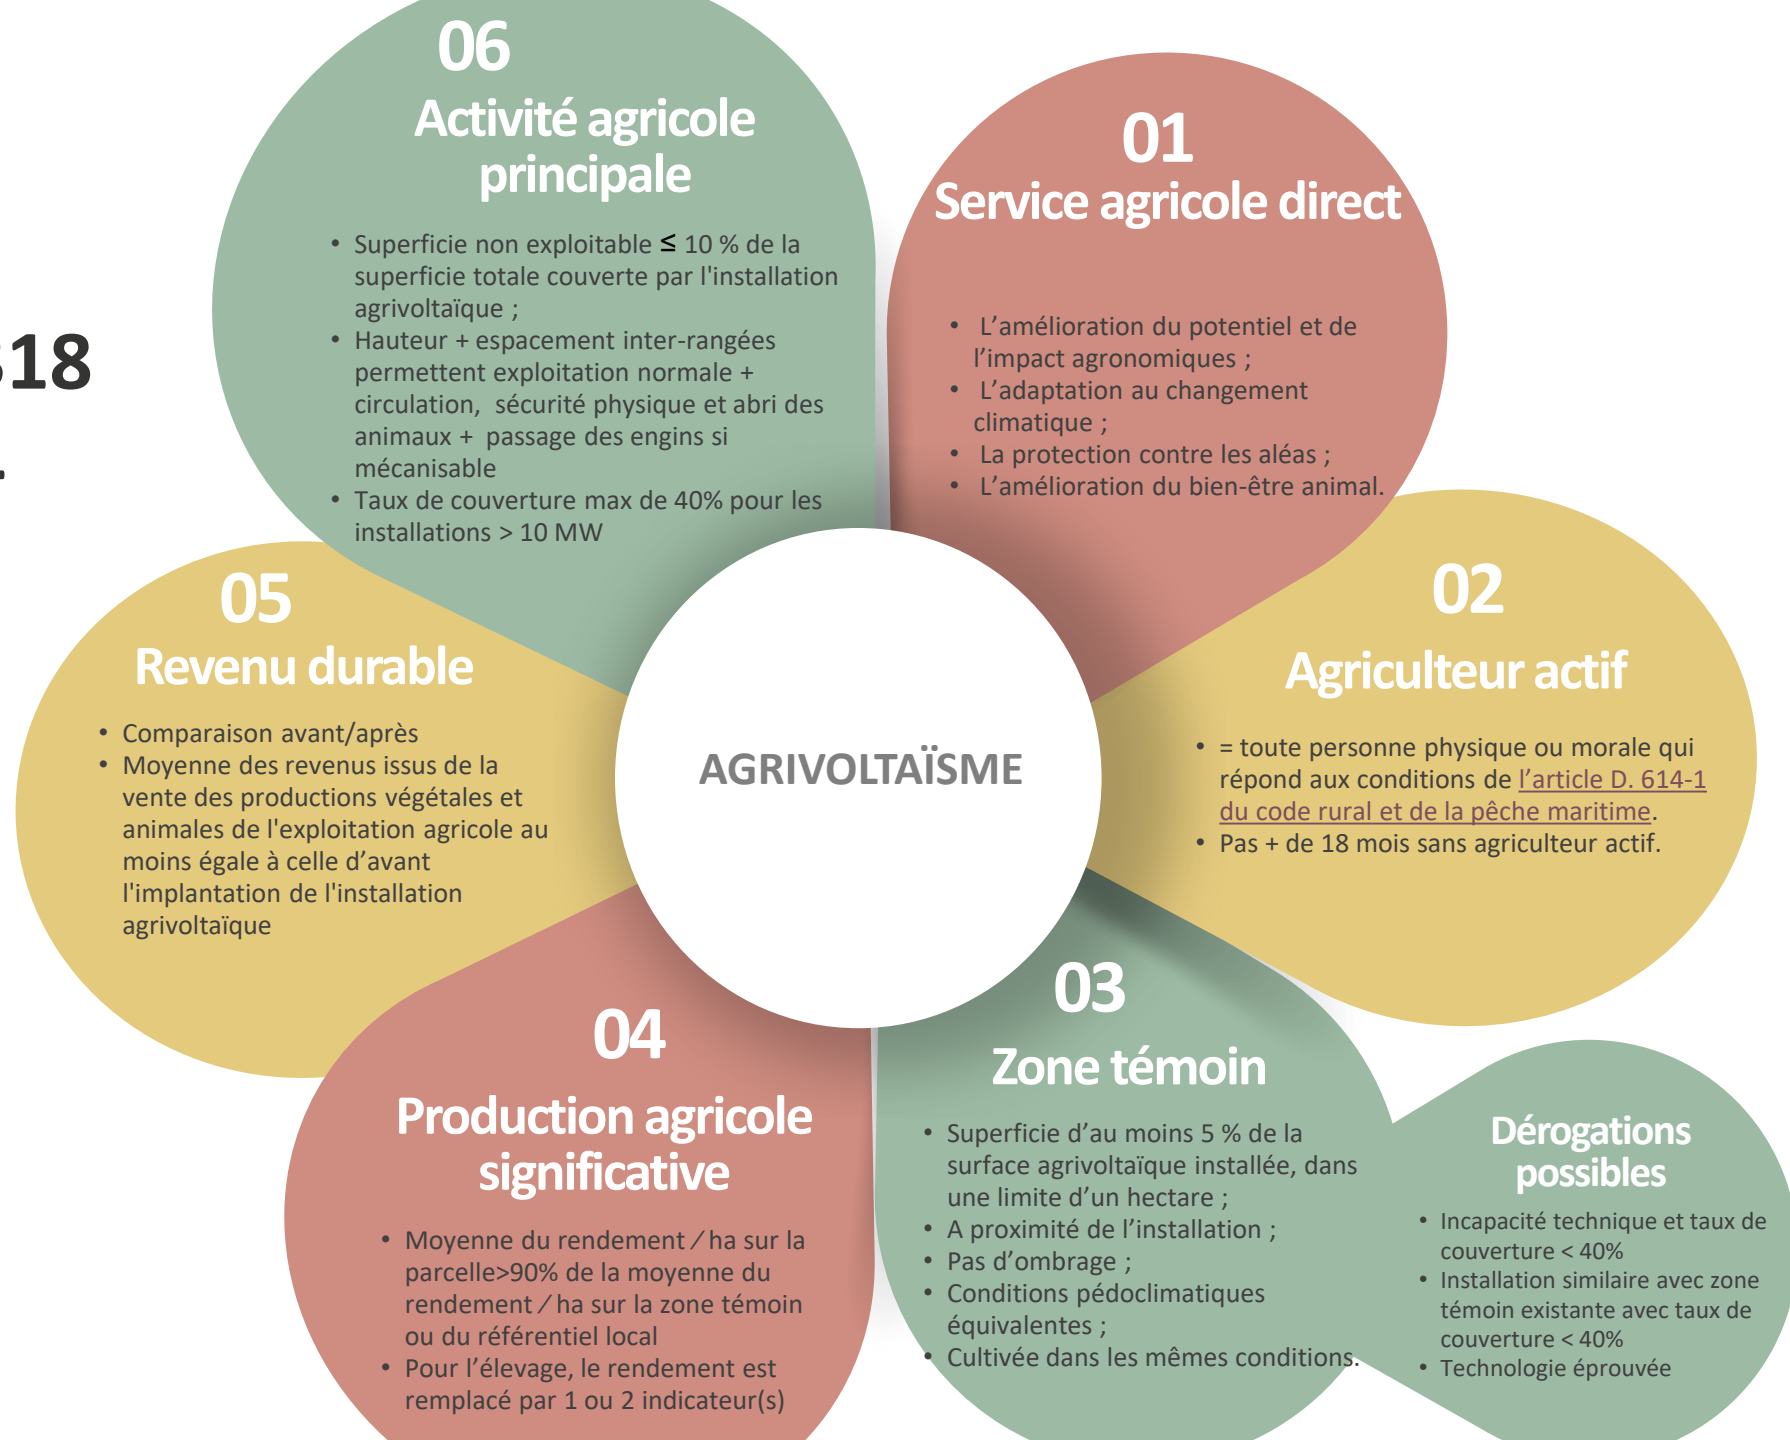 318
06
Activité agricole
principale
• Superficie non exploitable ≤ 10 % de la
superficie totale couverte par l'installation
agrivoltaïque ;
• Hauteur + espacement inter-rangées
permettent exploitation normale +
circulation, sécurité physique et abri des
animaux + passage des engins si
mécanisable
• Taux de couverture max de 40% pour les
installations > 10 MW
01
Service agricole direct
• L’amélioration du potentiel et de
l’impact agronomiques ;
• L’adaptation au changement
climatique ;
• La protection contre les aléas ;
• L’amélioration du bien-être animal.
02
Agriculteur actif
• = toute personne physique ou morale qui
répond aux conditions de l’article D. 614-1
du code rural et de la pêche maritime.
• Pas + de 18 mois sans agriculteur actif.
05
Revenu durable
• Comparaison avant/après
• Moyenne des revenus issus de la
vente des productions végétales et
animales de l'exploitation agricole au
moins égale à celle d’avant
l'implantation de l'installation
agrivoltaïque
AGRIVOLTAÏSME
03
Zone témoin
• Superficie d’au moins 5 % de la
surface agrivoltaïque installée, dans
une limite d’un hectare ;
• A proximité de l’installation ;
• Pas d’ombrage ;
• Conditions pédoclimatiques
équivalentes ;
• Cultivée dans les mêmes conditions.
04
Production agricole
significative
• Moyenne du rendement ∕ ha sur la
parcelle>90% de la moyenne du
rendement ∕ ha sur la zone témoin
ou du référentiel local
• Pour l’élevage, le rendement est
remplacé par 1 ou 2 indicateur(s)
Dérogations
possibles
• Incapacité technique et taux de
couverture < 40%
• Installation similaire avec zone
témoin existante avec taux de
couverture < 40%
• Technologie éprouvée